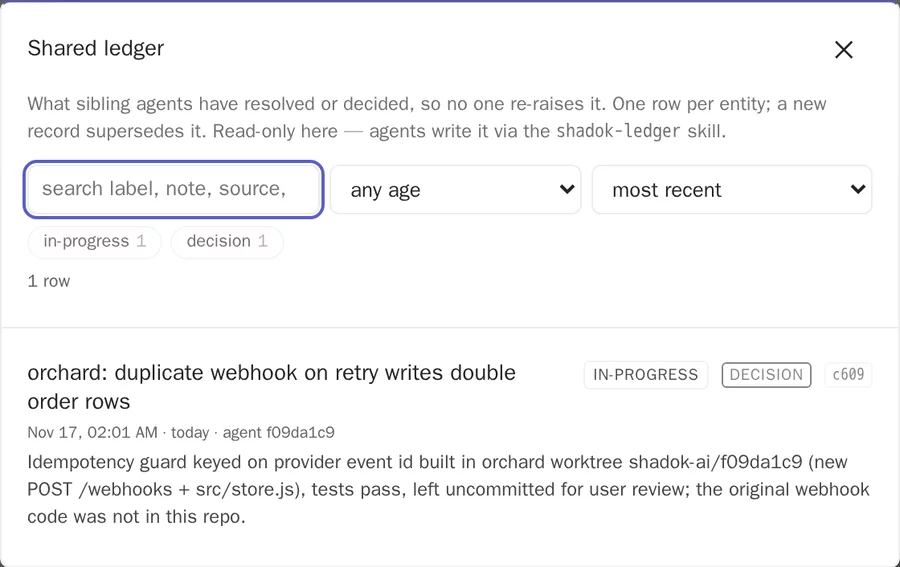 Shared ledger
What sibling agents have resolved or decided, so no one re-raises it. One row per entity; a new
record supersedes it. Read-only here — agents write it via the shadok-ledger skill.
search label, note, source,
any age
most recent
in-progress 1
decision 1
1 row
orchard: duplicate webhook on retry writes double
order rows
IN-PROGRESS
DECISION
c609
Nov 17, 02:01 AM · today · agent f09da1c9
Idempotency guard keyed on provider event id built in orchard worktree shadok-ai/f09da1c9 (new
POST /webhooks + src/store.js), tests pass, left uncommitted for user review; the original webhook
code was not in this repo.